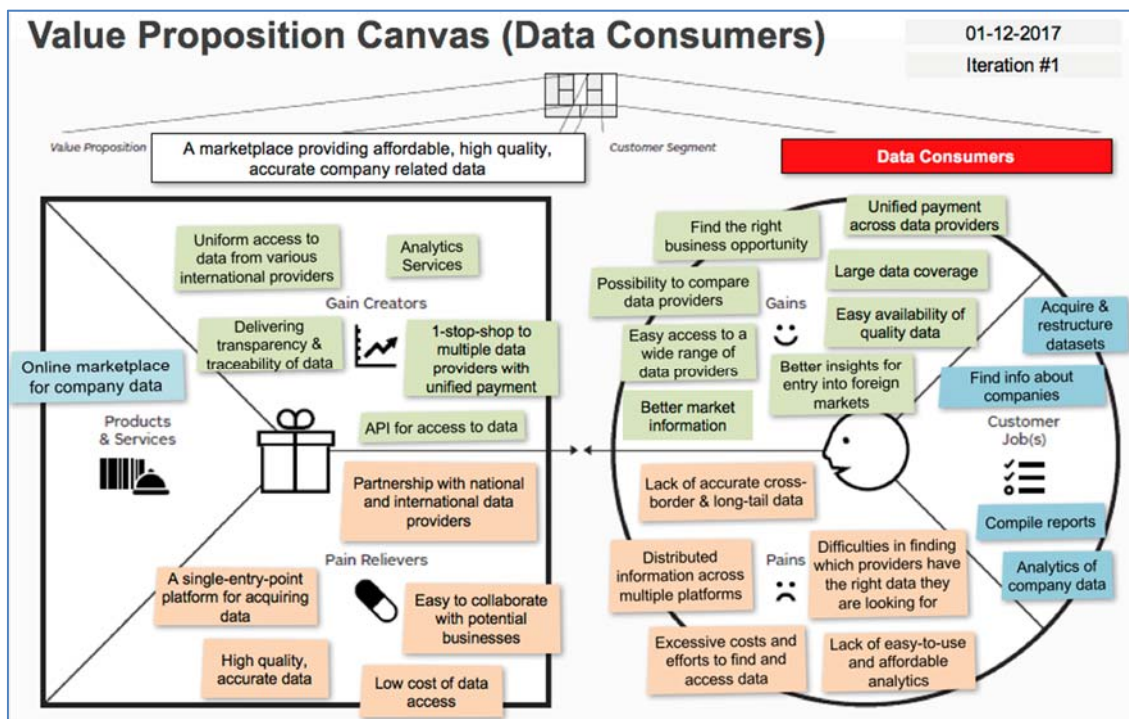 Value Proposition Canvas (Data Consumers)
01-12-2017
Iteration #1
Value Proposition
A marketplace providing affordable, high quality,
accurate company related data
Customer Segment
Data Consumers
Uniform access to
data from various
international providers
Analytics
Services
Gain Creators
Delivering
transparency &
traceability of data
1-stop-shop to
multiple data
providers with
unified payment
Online marketplace
for company data
Products
& Services
API for access to data
Partnership with national
and international data
providers
Pain Relievers
A single-entry-point
platform for acquiring
data
Easy to collaborate
with potential
businesses
High quality,
accurate data
Low cost of data
access
Find the right
business opportunity
Unified payment
across data providers
Possibility to compare
data providers
Large data coverage
Gains
Easy access to a
wide range of
data providers
Easy availability of
quality data
Better insights for
entry into foreign
markets
Better market
information
Acquire &
restructure
datasets
Find info about
companies
Customer
Job(s)
Compile reports
Analytics of
company data
Lack of accurate cross-
border & long-tail data
Distributed
information across
multiple platforms
Pains
Difficulties in finding
which providers have
the right data they
are looking for
Excessive costs and
efforts to find and
access data
Lack of easy-to-use
and affordable
analytics